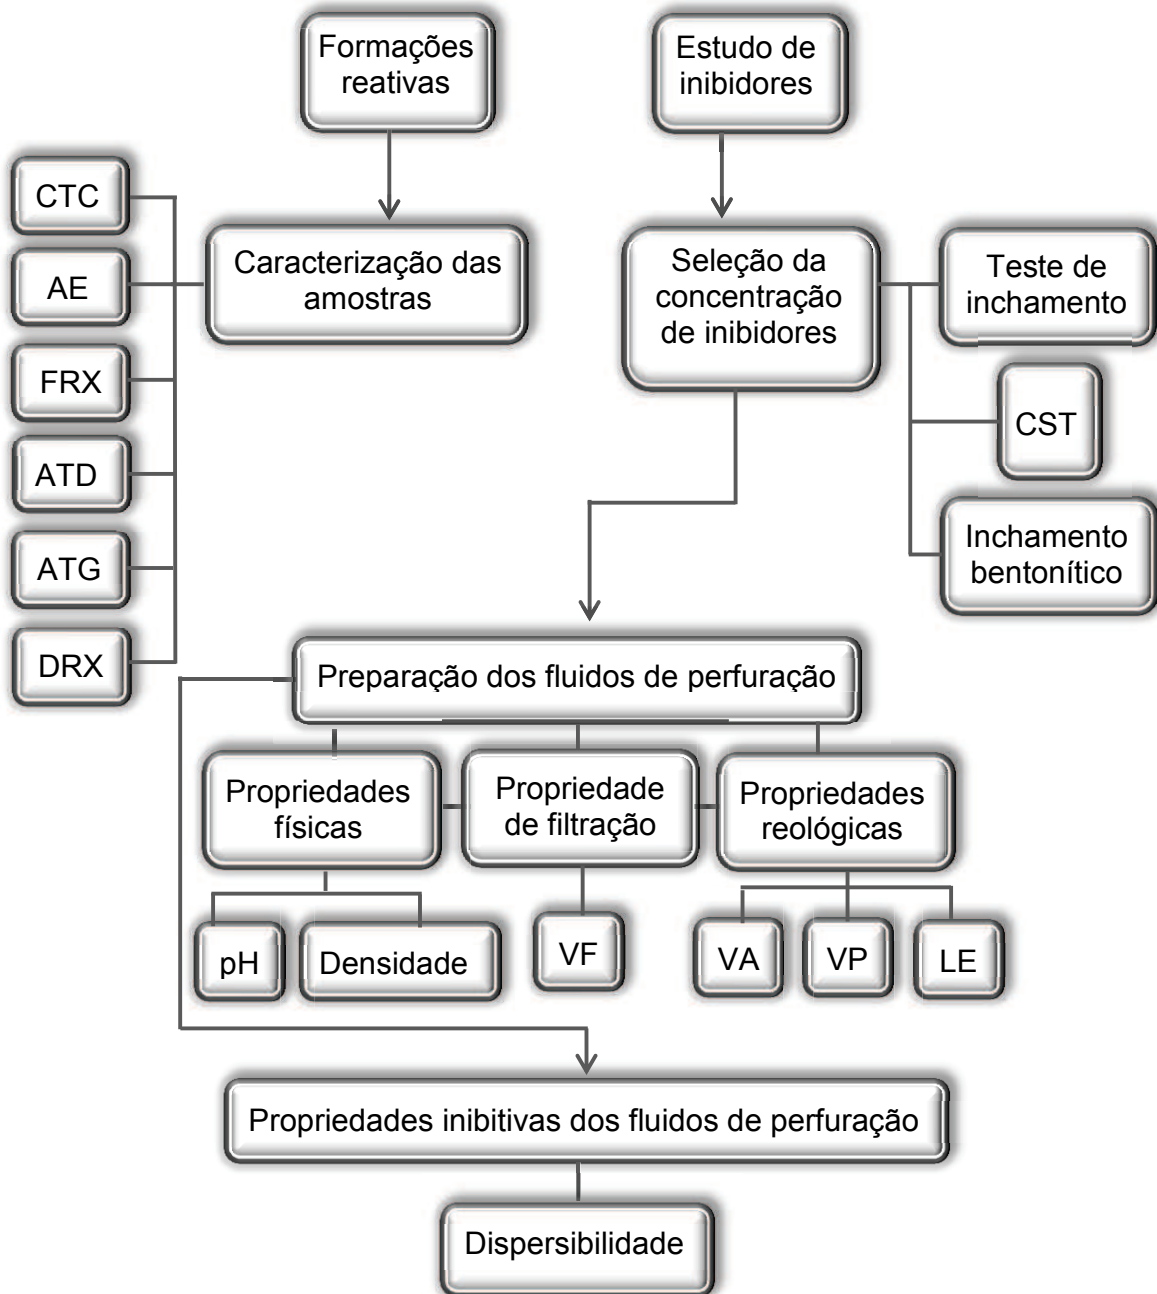 Formações
reativas
Estudo de
inibidores
CTC
AE
FRX
ATD
ATG
DRX
Caracterização das
amostras
Seleção da
concentração
de inibidores
Teste de
inchamento
CST
Inchamento
bentonítico
Preparação dos fluidos de perfuração
Propriedades
físicas
Propriedade
de filtração
Propriedades
reológicas
pH
Densidade
VF
VA
VP
LE
Propriedades inibitivas dos fluidos de perfuração
Dispersibilidade